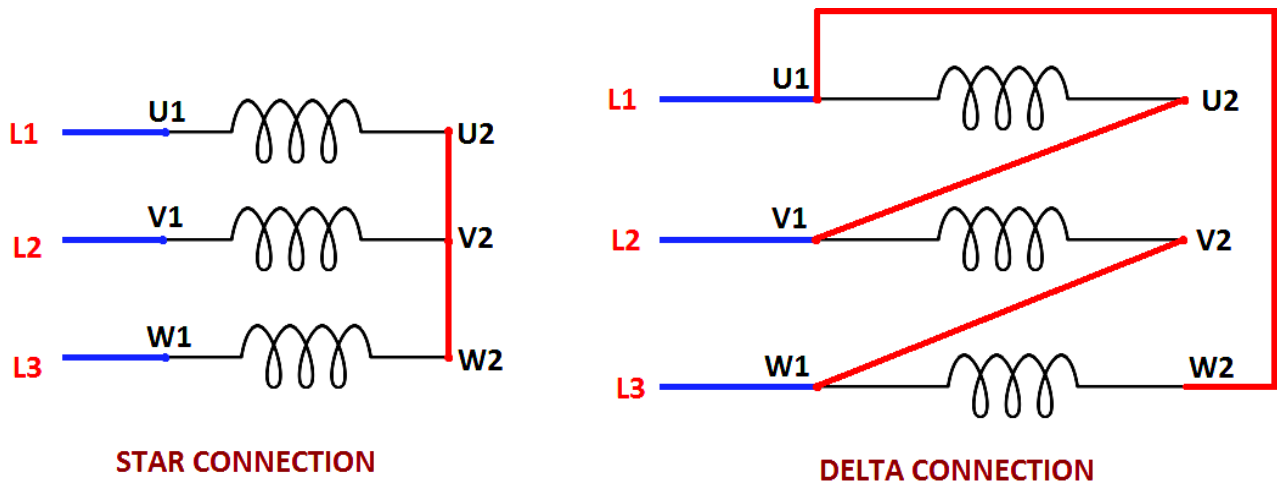 L1 U1 U2
L2 V1 V2
L3 W1 W2
STAR CONNECTION
L1 U1 U2
L2 V1 V2
L3 W1 W2
DELTA CONNECTION